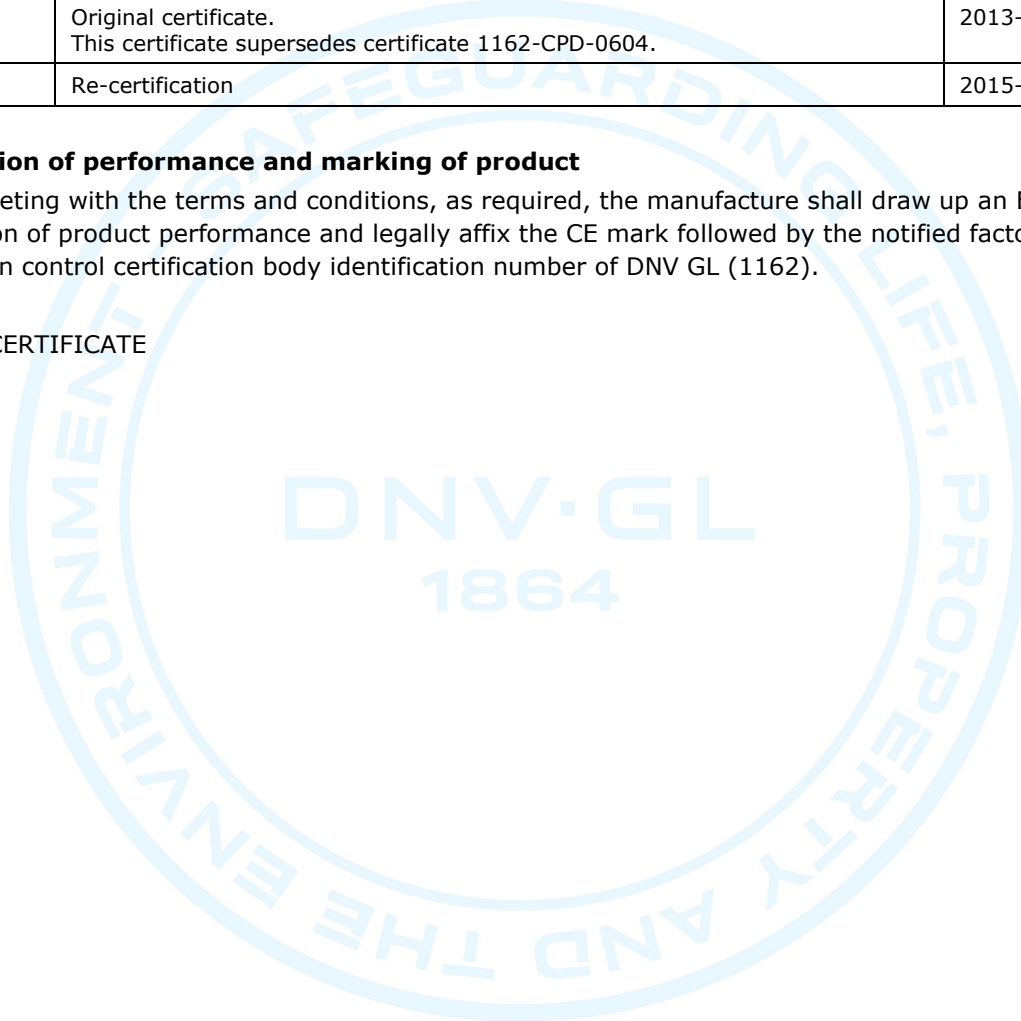 Original certificate.
This certificate supersedes certificate 1162-CPD-0604.
2013-
Re-certification
2015-
ion of performance and marking of product
eting with the terms and conditions, as required, the manufacture shall draw up an E
on of product performance and legally affix the CE mark followed by the notified facto
n control certification body identification number of DNV GL (1162).
CERTIFICATE
SAFEGUARDING LIFE, PROPERTY AND THE ENVIRONMENT
DNV·GL
1864